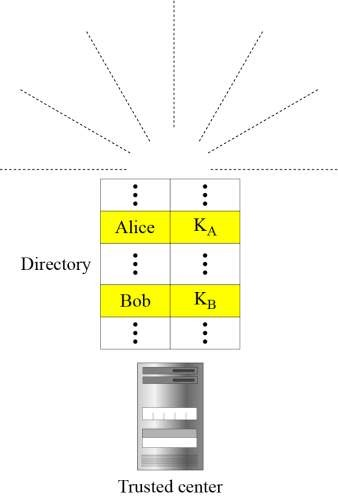 Alice K_A
Directory
Bob K_B
Trusted center